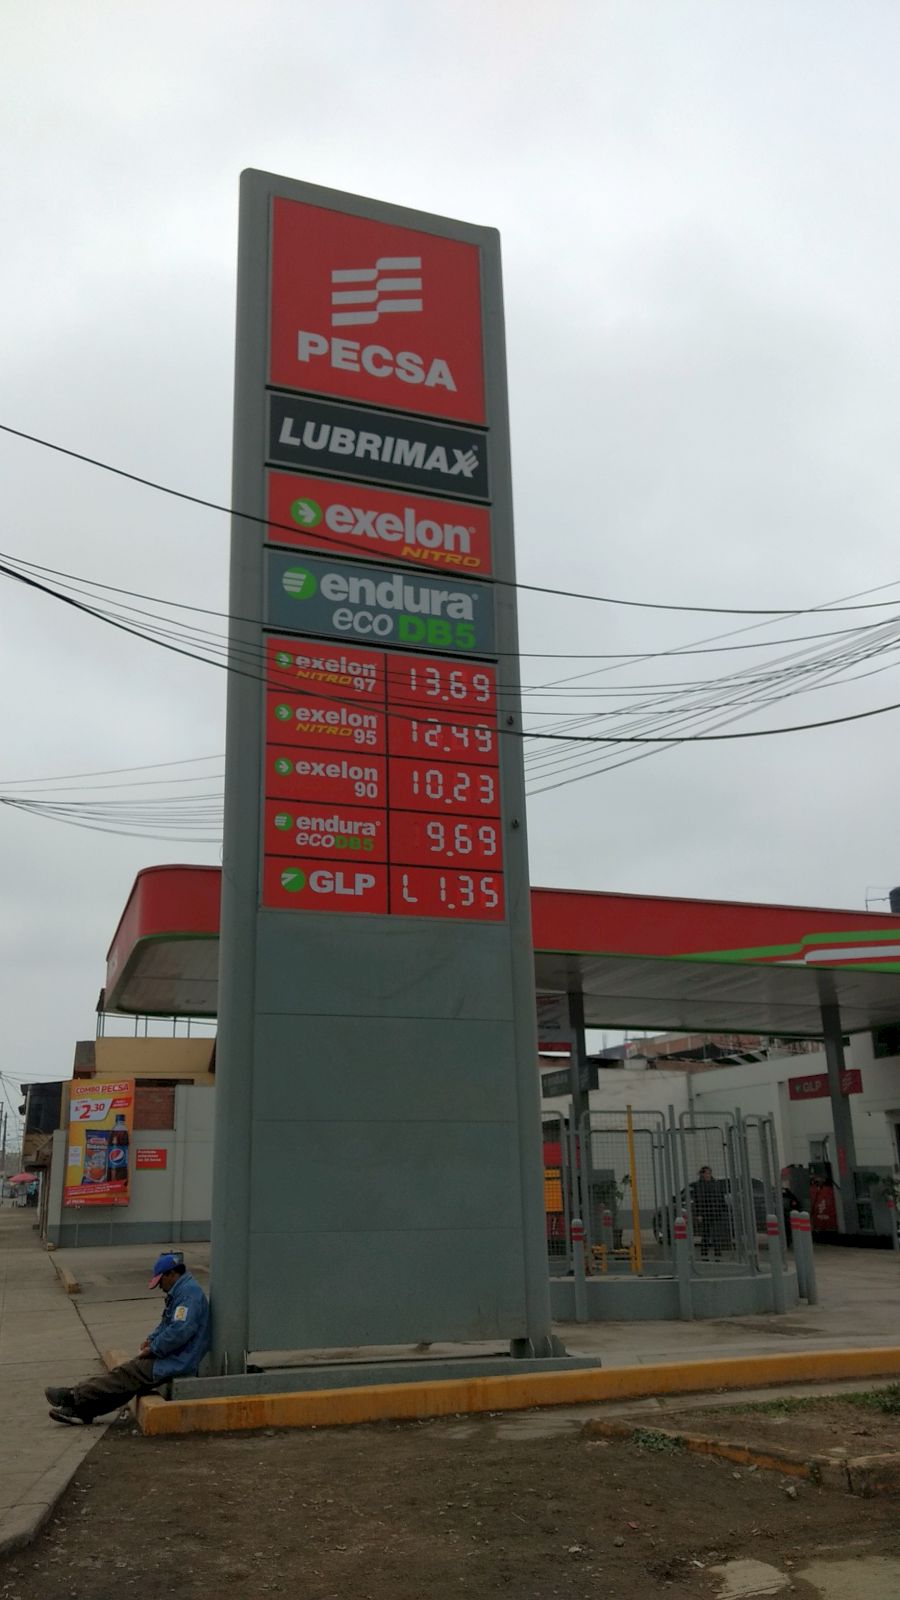 PECSA
LUBRIMAX
exelon
NITRO
endura
eco DB5
exelon
NITRO 97
13.69
exelon
NITRO 95
12.49
exelon
90
10.23
endura
ecoDB5
9.69
GLP
L 1.35
GLP
COMBO PECSA
2.30